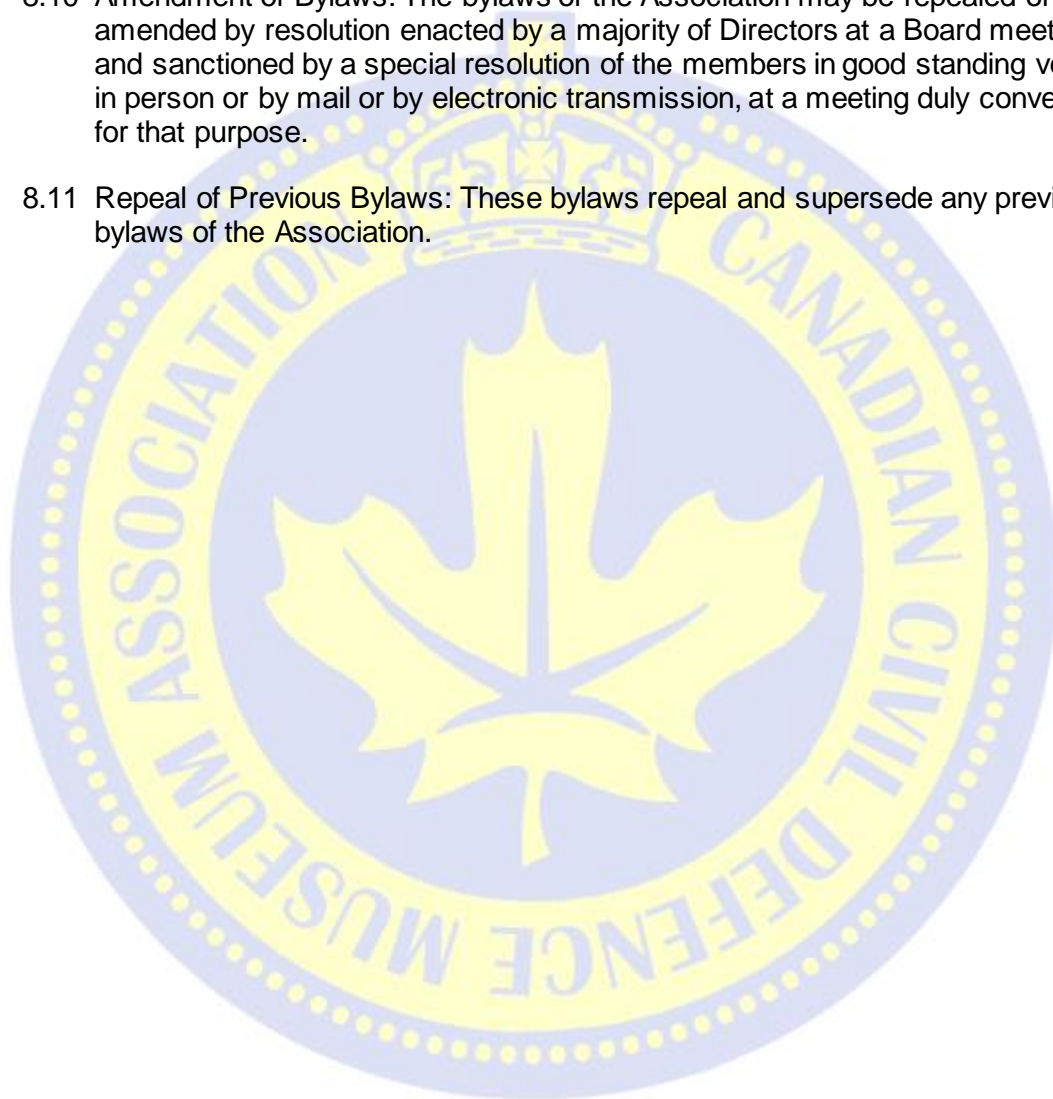 8.10 Amendment of Bylaws: The bylaws of the Association may be repealed or
amended by resolution enacted by a majority of Directors at a Board
and sanctioned by a special resolution of the members in good standing
in person or by mail or by electronic transmission, at a meeting duly
for that purpose.
8.11 Repeal of Previous Bylaws: These bylaws repeal and supersede any
bylaws of the Association.
CANADIAN CIVIL DEFENCE MUSEUM ASSOCIATION